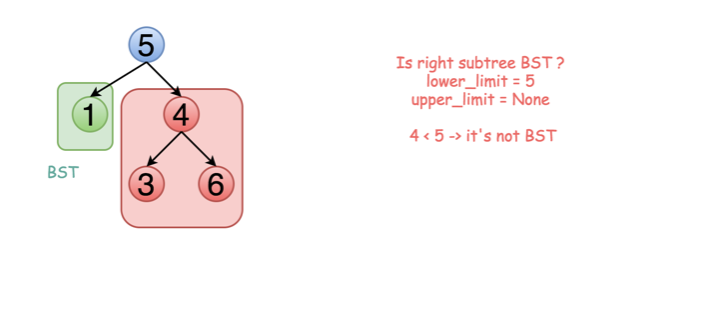 5
1
4
3
6
BST
Is right subtree BST ?
lower_limit = 5
upper_limit = None
4 < 5 -> it's not BST